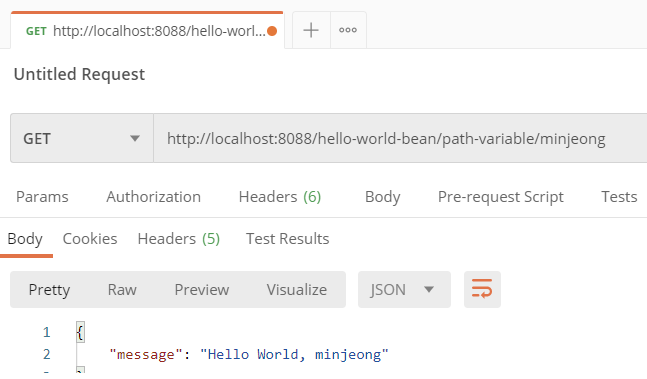 GET http://localhost:8088/hello-worl...
Untitled Request
GET http://localhost:8088/hello-world-bean/path-variable/minjeong
Params Authorization Headers (6) Body Pre-request Script Tests
Body Cookies Headers (5) Test Results
Pretty Raw Preview Visualize JSON
1 {
2 "message": "Hello World, minjeong"